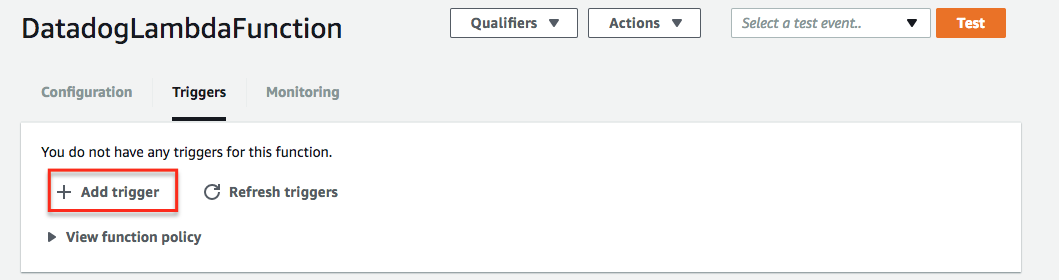 DatadogLambdaFunction
Qualifiers
Actions
Select a test event..
Test
Configuration
Triggers
Monitoring
You do not have any triggers for this function.
Add trigger
Refresh triggers
View function policy